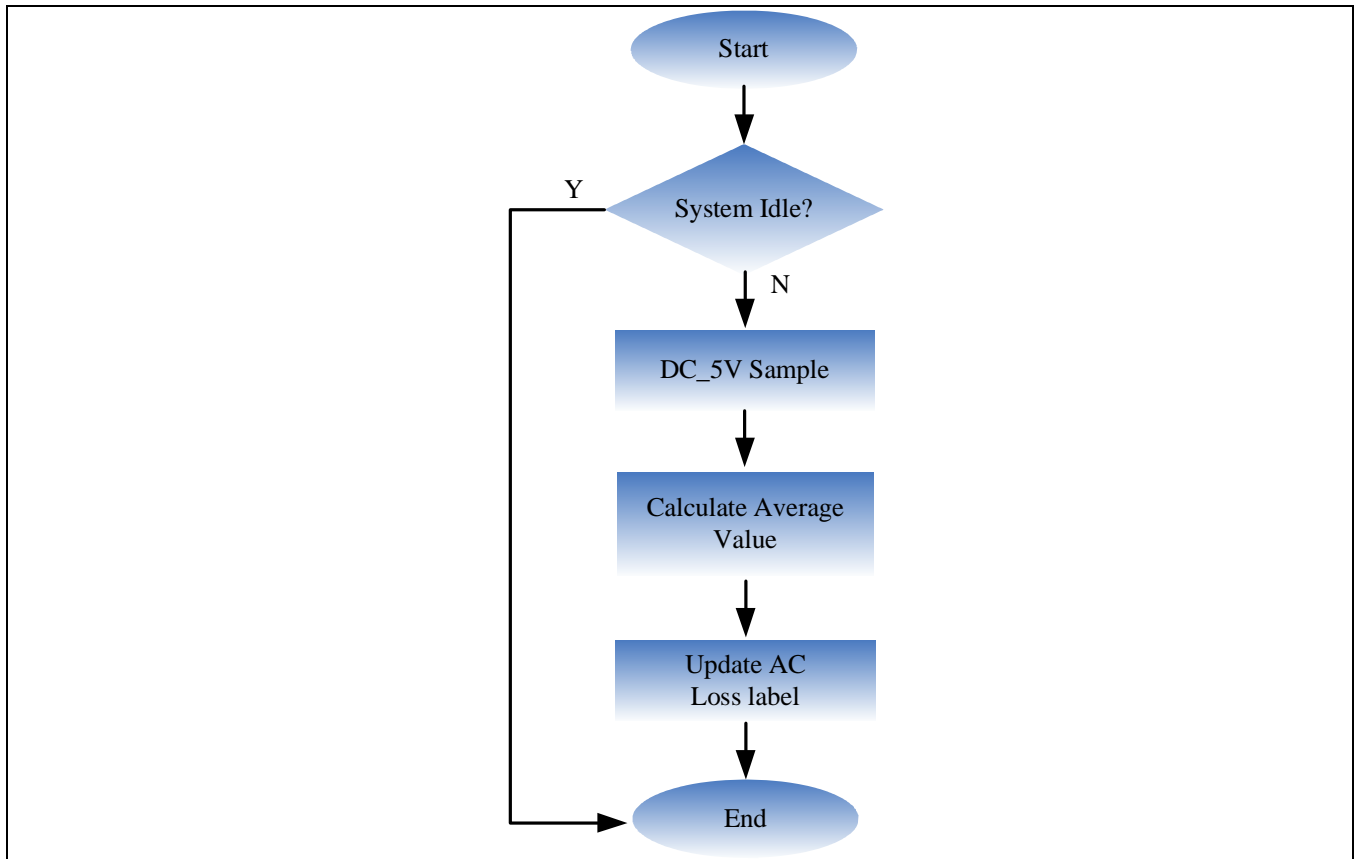 Start
Y
System Idle?
N
DC_5V Sample
Calculate Average
Value
Update AC
Loss label
End